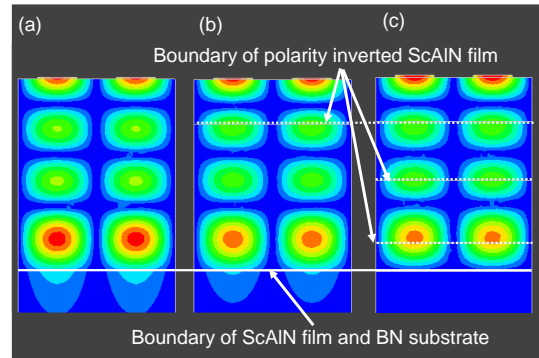 (a)
(b)
(c)
Boundary of polarity inverted ScAlN film
Boundary of ScAlN film and BN substrate